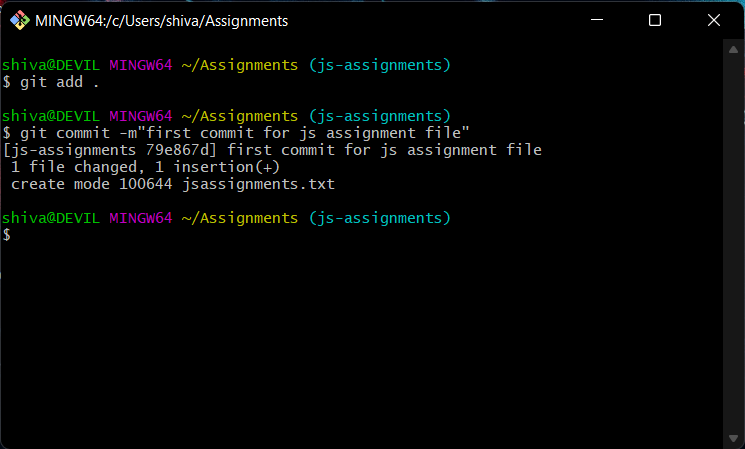 MINGW64:/c/Users/shiva/Assignments
shiva@DEVIL MINGW64 ~/Assignments (js-assignments)
$ git add .
shiva@DEVIL MINGW64 ~/Assignments (js-assignments)
$ git commit -m"first commit for js assignment file"
[js-assignments 79e867d] first commit for js assignment file
 1 file changed, 1 insertion(+)
 create mode 100644 jsassignments.txt
shiva@DEVIL MINGW64 ~/Assignments (js-assignments)
$